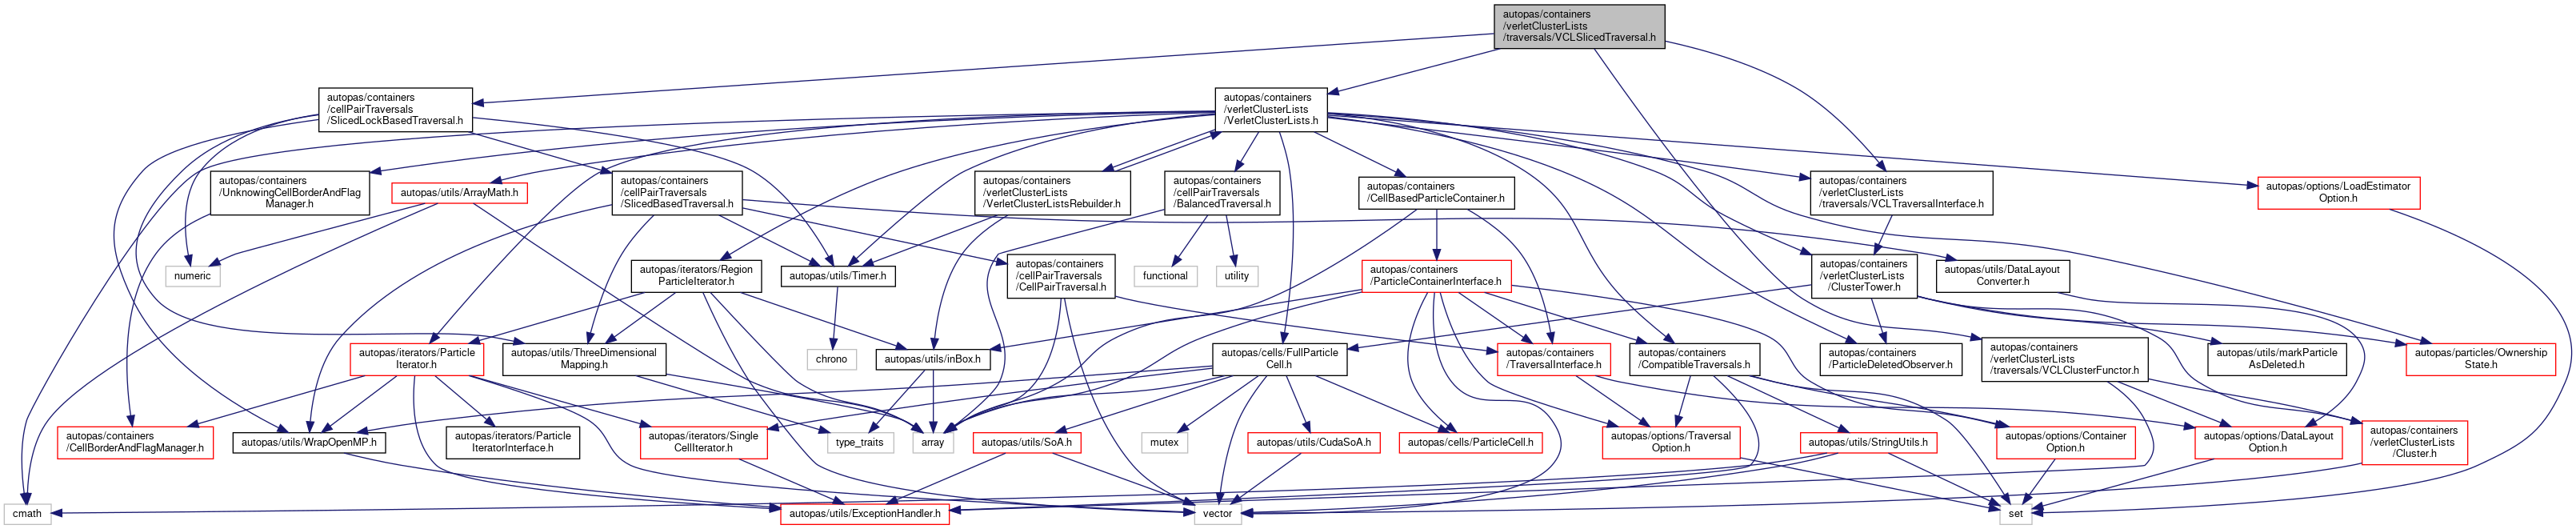 autopas/containers
/verletClusterLists
/traversals/VCLSlicedTraversal.h
autopas/containers
/cellPairTraversals
/SlicedLockBasedTraversal.h
autopas/containers
/verletClusterLists
/VerletClusterLists.h
autopas/containers
/UnknowingCellBorderAndFlag
Manager.h
autopas/utils/ArrayMath.h
autopas/containers
/cellPairTraversals
/SlicedBasedTraversal.h
autopas/containers
/verletClusterLists
/VerletClusterListsRebuilder.h
autopas/containers
/cellPairTraversals
/BalancedTraversal.h
autopas/containers
/CellBasedParticleContainer.h
autopas/containers
/verletClusterLists
/traversals/VCLTraversalInterface.h
autopas/options/LoadEstimator
Option.h
numeric
autopas/iterators/Region
ParticleIterator.h
autopas/utils/Timer.h
autopas/containers
/cellPairTraversals
/CellPairTraversal.h
functional
utility
autopas/containers
/ParticleContainerInterface.h
autopas/containers
/verletClusterLists
/ClusterTower.h
autopas/utils/DataLayout
Converter.h
autopas/iterators/Particle
Iterator.h
autopas/utils/ThreeDimensional
Mapping.h
chrono
autopas/utils/inBox.h
autopas/cells/FullParticle
Cell.h
autopas/containers
/TraversalInterface.h
autopas/containers
/CompatibleTraversals.h
autopas/containers
/ParticleDeletedObserver.h
autopas/containers
/verletClusterLists
/traversals/VCLClusterFunctor.h
autopas/utils/markParticle
AsDeleted.h
autopas/particles/Ownership
State.h
autopas/containers
/CellBorderAndFlagManager.h
autopas/utils/WrapOpenMP.h
autopas/iterators/Particle
IteratorInterface.h
autopas/iterators/Single
CellIterator.h
type_traits
array
autopas/utils/SoA.h
mutex
autopas/utils/CudaSoA.h
autopas/cells/ParticleCell.h
autopas/options/Traversal
Option.h
autopas/utils/StringUtils.h
autopas/options/Container
Option.h
autopas/options/DataLayout
Option.h
autopas/containers
/verletClusterLists
/Cluster.h
cmath
autopas/utils/ExceptionHandler.h
vector
set